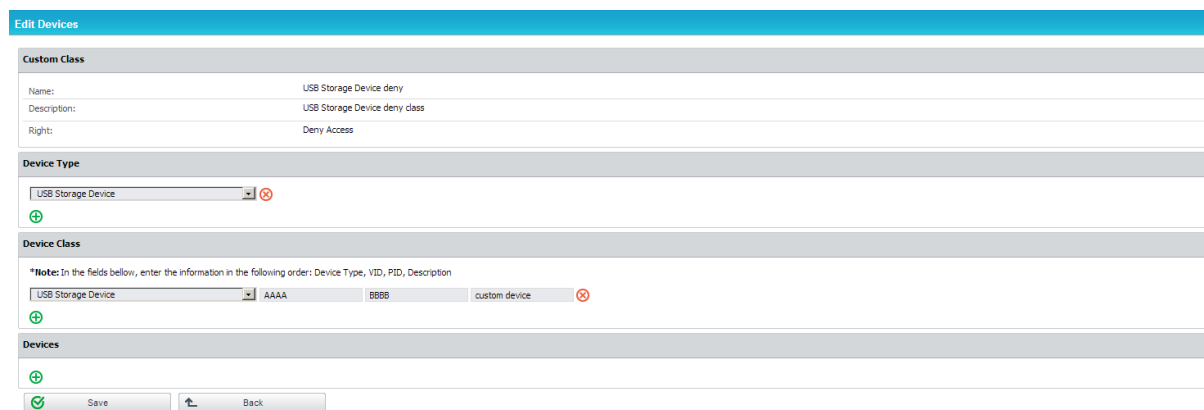 Edit Devices
Custom Class
Name: USB Storage Device deny
Description: USB Storage Device deny class
Right: Deny Access
Device Type
USB Storage Device
Device Class
*Note: In the fields bellow, enter the information in the following order: Device Type, VID, PID, Description
USB Storage Device AAAA BBBB custom device
Devices
Save Back